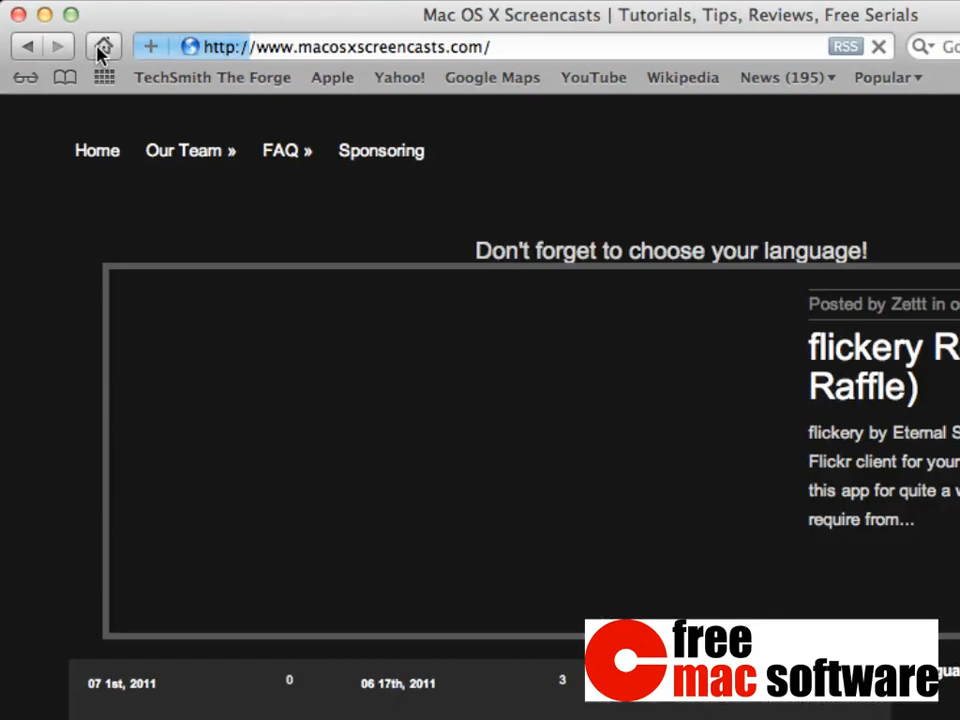 Mac OS X Screencasts | Tutorials, Tips, Reviews, Free Serials
http://www.macosxscreencasts.com/
RSS
TechSmith The Forge Apple Yahoo! Google Maps YouTube Wikipedia News (195) Popular
Home Our Team » FAQ » Sponsoring
Don't forget to choose your language!
Posted by Zettt in
flickery
Raffle)
flickery by Eternal
Flickr client for your
this app for quite a
require from...
07 1st, 2011 0 06 17th, 2011 3
free
mac software